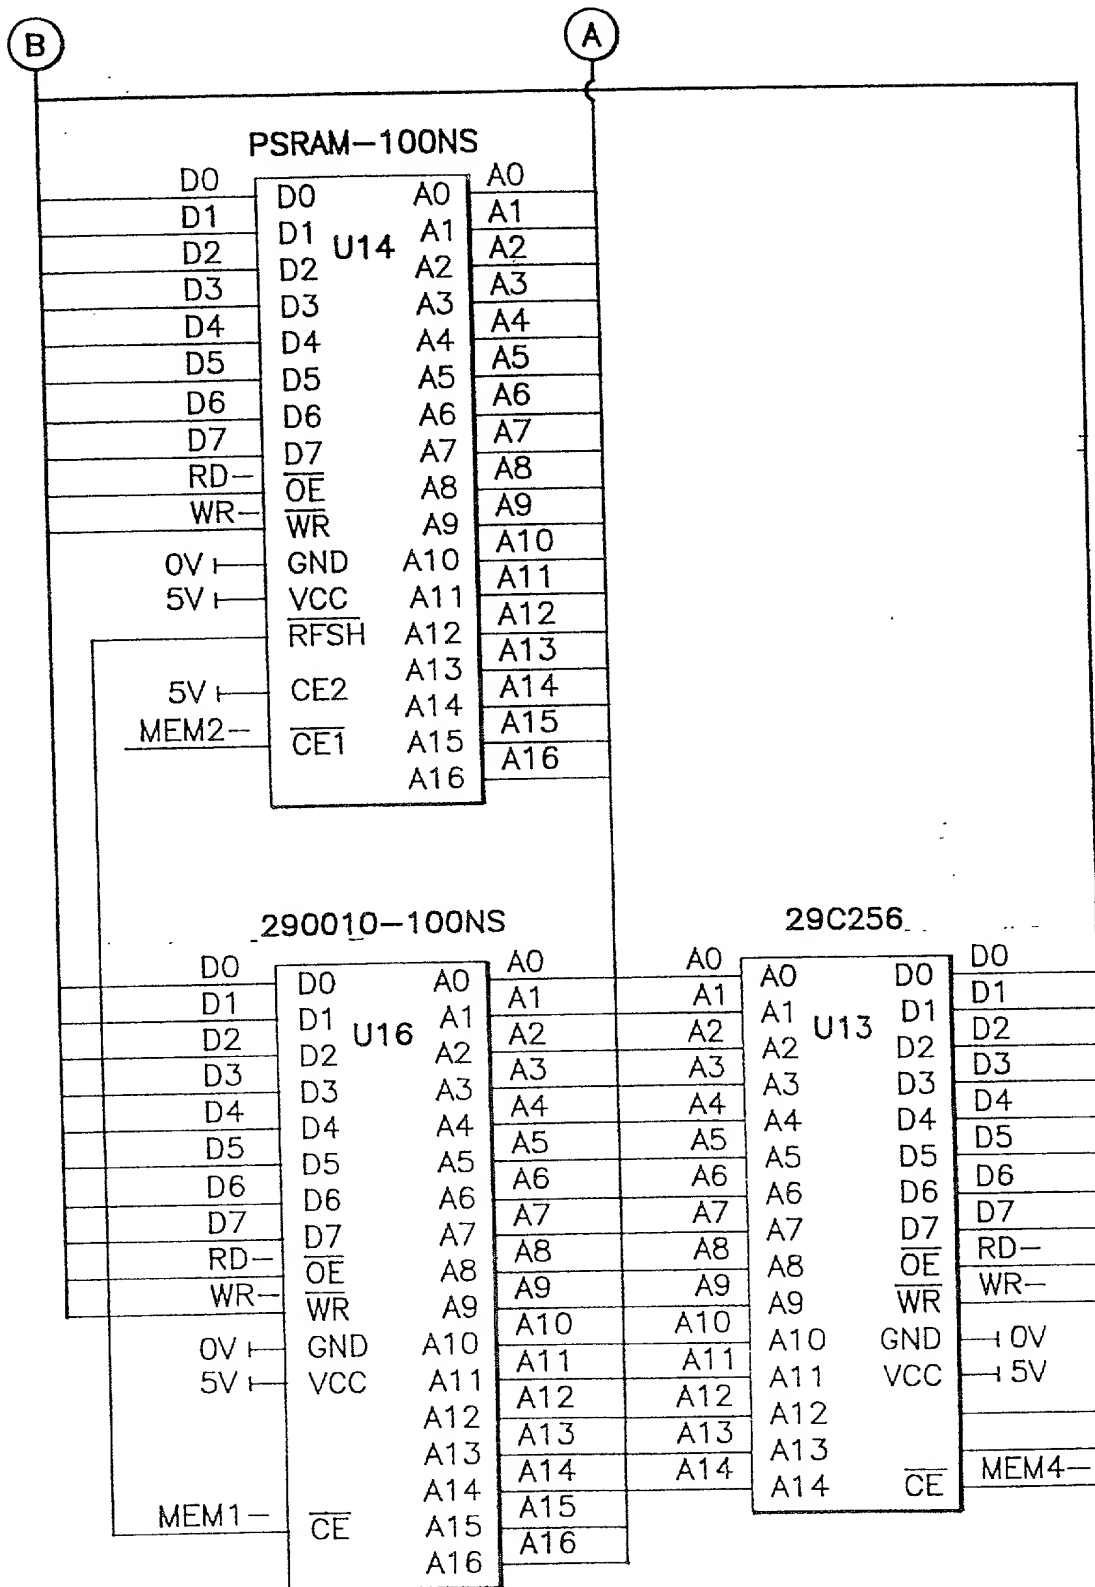 B A
PSRAM-100NS
D0 D0 A0 A0
D1 D1 U14 A1 A1
D2 D2 A2 A2
D3 D3 A3 A3
D4 D4 A4 A4
D5 D5 A5 A5
D6 D6 A6 A6
D7 D7 A7 A7
RD- OE A8 A8
WR- WR A9 A9
0V GND A10 A10
5V VCC A11 A11
RFSH A12 A12
A13 A13
5V CE2 A14 A14
MEM2- CE1 A15 A15
A16 A16
290010-100NS 29C256
D0 D0 A0 A0 A0 A0 D0 D0
D1 D1 U16 A1 A1 A1 A1 U13 D1 D1
D2 D2 A2 A2 A2 A2 D2 D2
D3 D3 A3 A3 A3 A3 D3 D3
D4 D4 A4 A4 A4 A4 D4 D4
D5 D5 A5 A5 A5 A5 D5 D5
D6 D6 A6 A6 A6 A6 D6 D6
D7 D7 A7 A7 A7 A7 D7 D7
RD- OE A8 A8 A8 A8 OE RD-
WR- WR A9 A9 A9 A9 WR WR-
0V GND A10 A10 A10 A10 GND 0V
5V VCC A11 A11 A11 A11 VCC 5V
A12 A12 A12 A12
A13 A13 A13 A13
A14 A14 A14 A14 CE MEM4-
MEM1- CE A15 A15
A16 A16